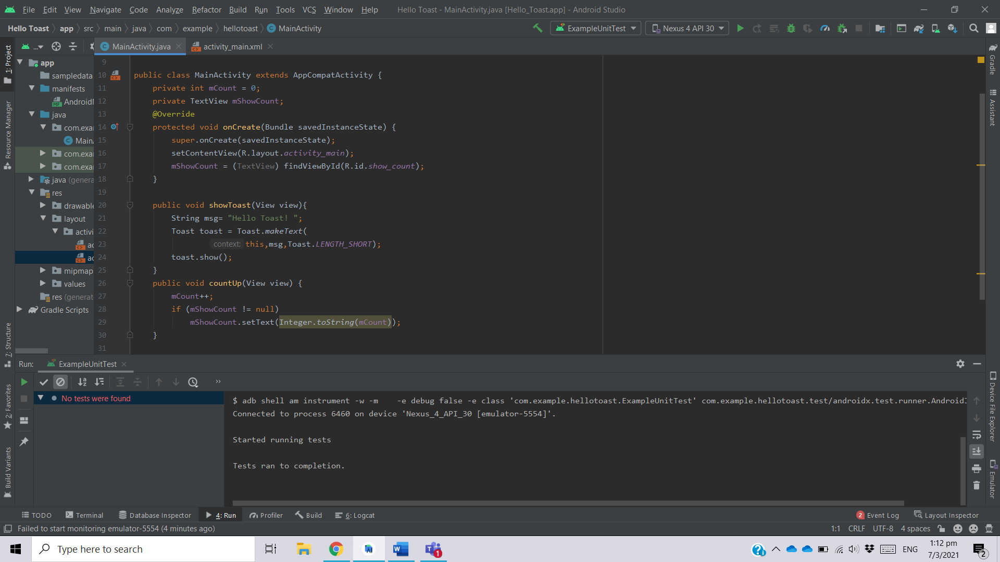 File Edit View Navigate Code Analyze Refactor Build Run Tools VCS Window Help Hello Toast - MainActivity.java [Hello_Toast.app] - Android Studio
Hello Toast app src main java com example hellotoast MainActivity ExampleUnitTest Nexus 4 API 30
1: Project
Resource Manager
7: Structure
2: Favorites
Build Variants
... MainActivity.java activity_main.xml
app
sampledata
manifests
AndroidM
java
com.exam
MainA
com.exam
com.exam
java (genera
res
drawable
layout
activi
ac
ac
mipmap
values
res (generat
Gradle Scripts
9
10 public class MainActivity extends AppCompatActivity {
11 private int mCount = 0;
12 private TextView mShowCount;
13 @Override
14 protected void onCreate(Bundle savedInstanceState) {
15 super.onCreate(savedInstanceState);
16 setContentView(R.layout.activity_main);
17 mShowCount = (TextView) findViewById(R.id.show_count);
18 }
19
20 public void showToast(View view){
21 String msg= "Hello Toast! ";
22 Toast toast = Toast.makeText(
23 context: this,msg,Toast.LENGTH_SHORT);
24 toast.show();
25 }
26 public void countUp(View view) {
27 mCount++;
28 if (mShowCount != null)
29 mShowCount.setText(Integer.toString(mCount));
30 }
31
Gradle
Assistant
Device File Explorer
Emulator
Run: ExampleUnitTest
No tests were found
$ adb shell am instrument -w -m -e debug false -e class 'com.example.hellotoast.ExampleUnitTest' com.example.hellotoast.test/androidx.test.runner.AndroidJ
Connected to process 6460 on device 'Nexus_4_API_30 [emulator-5554]'.
Started running tests
Tests ran to completion.
TODO Terminal Database Inspector 4: Run Profiler Build 6: Logcat 2 Event Log Layout Inspector
Failed to start monitoring emulator-5554 (4 minutes ago) 1:1 CRLF UTF-8 4 spaces
Type here to search
1
ENG
1:12 pm
7/3/2021
2